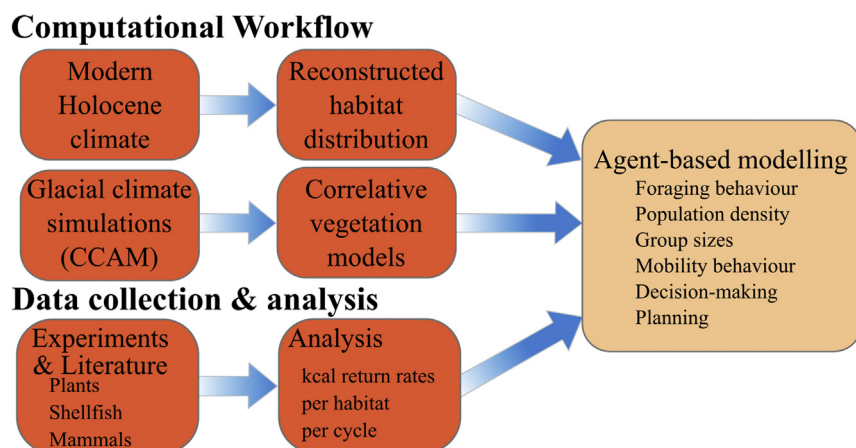 Computational Workflow
Modern
Holocene
climate
Reconstructed
habitat
distribution
Glacial climate
simulations
(CCAM)
Correlative
vegetation
models
Data collection & analysis
Experiments
& Literature
Plants
Shellfish
Mammals
Analysis
kcal return rates
per habitat
per cycle
Agent-based modelling
Foraging behaviour
Population density
Group sizes
Mobility behaviour
Decision-making
Planning